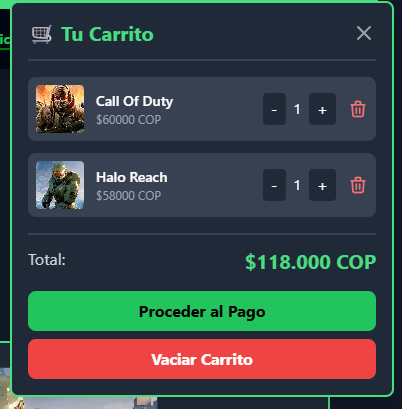 Tu Carrito
Call Of Duty
$60000 COP
- 1 +
Halo Reach
$58000 COP
- 1 +
Total:
$118.000 COP
Proceder al Pago
Vaciar Carrito